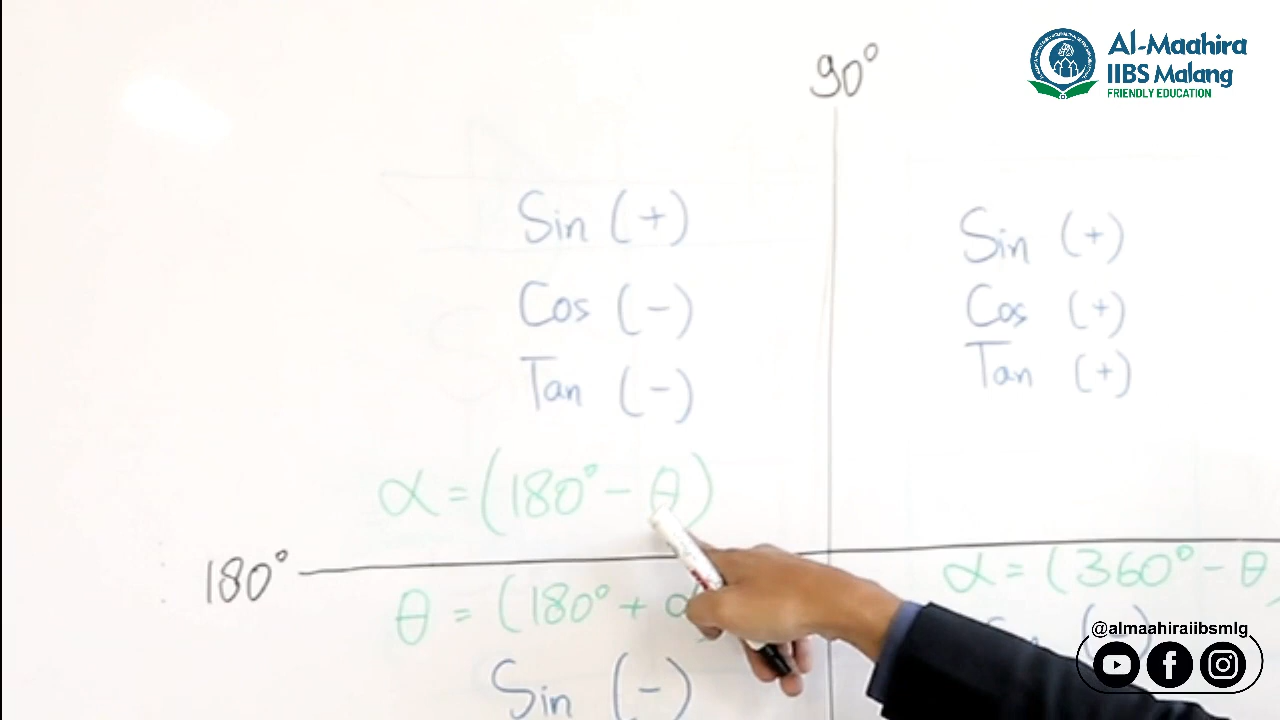 Al-Maahira
IIBS Malang
FRIENDLY EDUCATION
90°
Sin (+)
Cos (-)
Tan (-)
Sin (+)
Cos (+)
Tan (+)
α = (180° - θ)
180°
θ = (180° + α
α = (360° - θ)
Sin (-)
(-)
@almaahiraiibsmlg